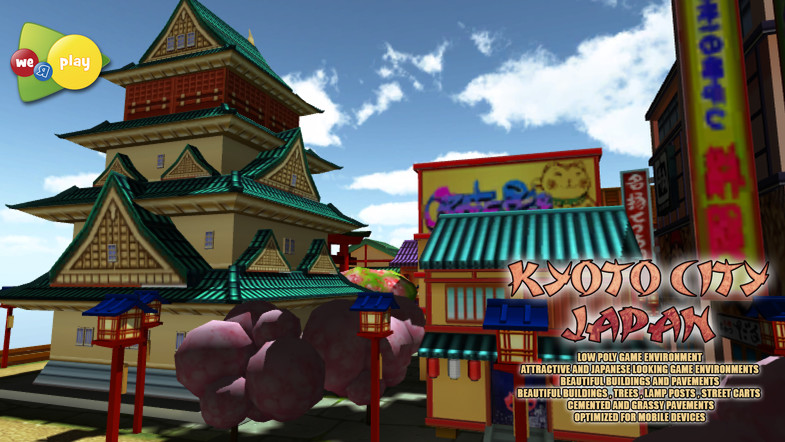 we Я play
KYOTO CITY
JAPAN
LOW POLY GAME ENVIRONMENT
ATTRACTIVE AND JAPANESE LOOKING GAME ENVIRONMENTS
BEAUTIFUL BUILDINGS AND PAVEMENTS
BEAUTIFUL BUILDINGS , TREES , LAMP POSTS , STREET CARTS
CEMENTED AND GRASSY PAVEMENTS
OPTIMIZED FOR MOBILE DEVICES